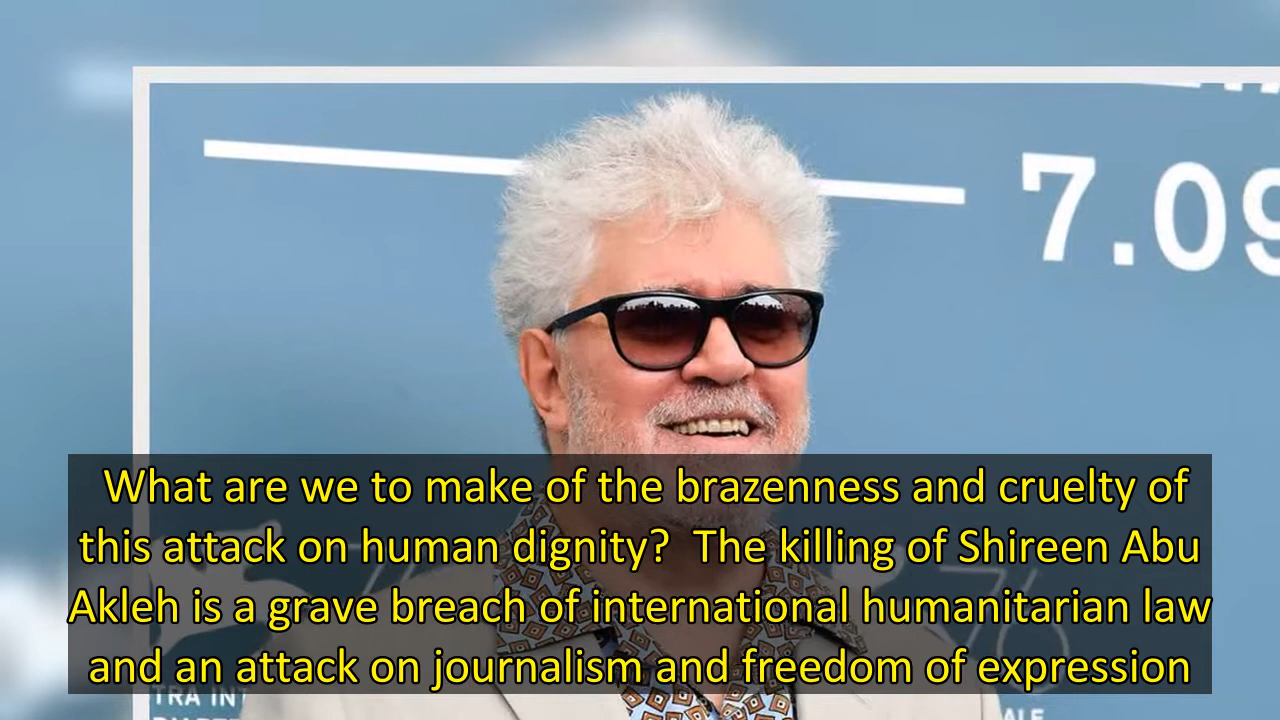 7.09
What are we to make of the brazenness and cruelty of
this attack on human dignity?  The killing of Shireen Abu
Akleh is a grave breach of international humanitarian law
and an attack on journalism and freedom of expression
TRA INT